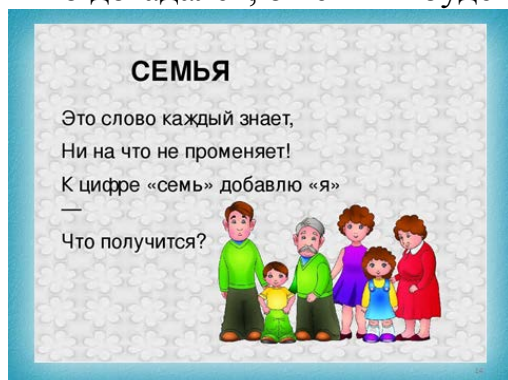 СЕМЬЯ
Это слово каждый знает,
Ни на что не променяет!
К цифре «семь» добавлю «я»
—
Что получится?